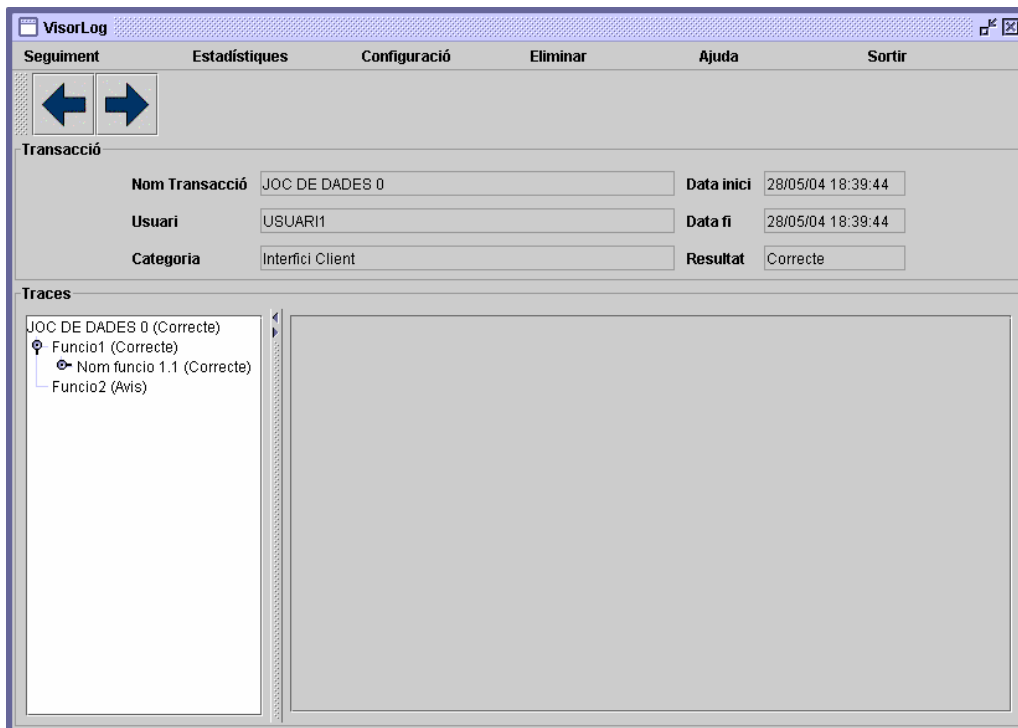 VisorLog
Seguiment Estadístiques Configuració Eliminar Ajuda Sortir
Transacció
Nom Transacció JOC DE DADES 0 Data inici 28/05/04 18:39:44
Usuari USUARI1 Data fi 28/05/04 18:39:44
Categoria Interfici Client Resultat Correcte
Traces
JOC DE DADES 0 (Correcte)
Funcio1 (Correcte)
Nom funcio 1.1 (Correcte)
Funcio2 (Avis)